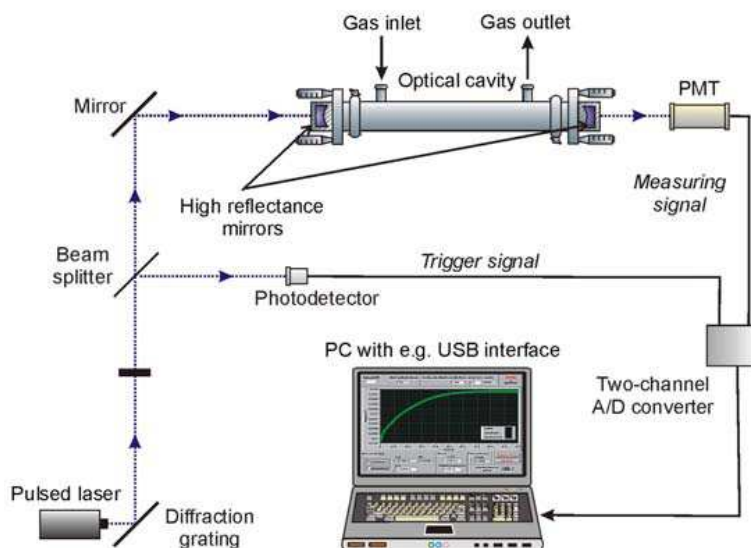 Gas inlet
Gas outlet
Optical cavity
Mirror
PMT
High reflectance
mirrors
Measuring
signal
Beam
splitter
Trigger signal
Photodetector
PC with e.g. USB interface
Two-channel
A/D converter
Pulsed laser
Diffraction
grating